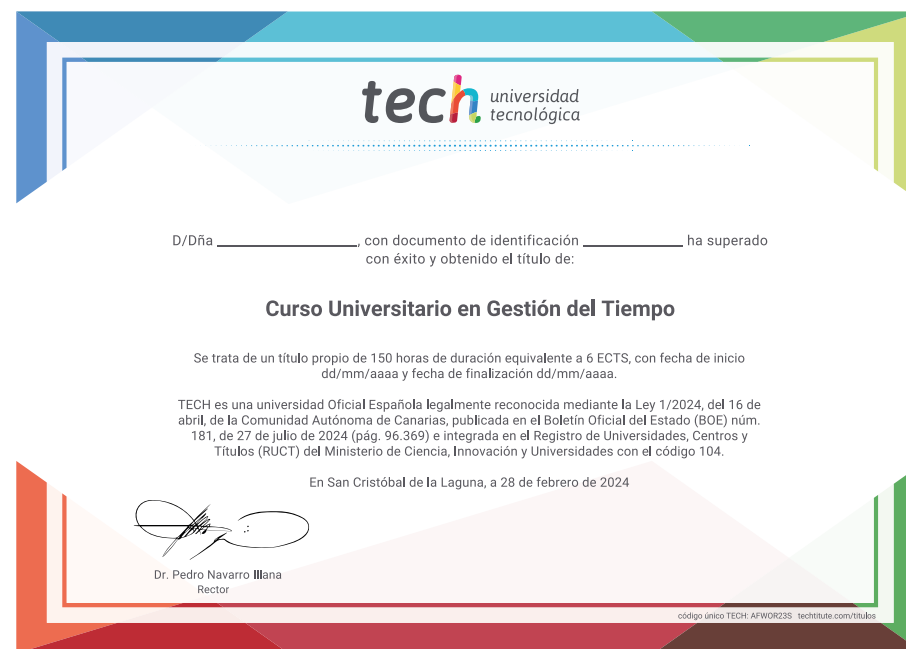 tech universidad
tecnológica
D/Dña ____________, con documento de identificación ____________ ha superado
con éxito y obtenido el título de:
Curso Universitario en Gestión del Tiempo
Se trata de un título propio de 150 horas de duración equivalente a 6 ECTS, con fecha de inicio
dd/mm/aaaa y fecha de finalización dd/mm/aaaa.
TECH es una universidad Oficial Española legalmente reconocida mediante la Ley 1/2024, del 16 de
abril, de la Comunidad Autónoma de Canarias, publicada en el Boletín Oficial del Estado (BOE) núm.
181, de 27 de julio de 2024 (pág. 96.369) e integrada en el Registro de Universidades, Centros y
Títulos (RUCT) del Ministerio de Ciencia, Innovación y Universidades con el código 104.
En San Cristóbal de la Laguna, a 28 de febrero de 2024
Dr. Pedro Navarro Illana
Rector
código único TECH: AFWOR23S techtitute.com/titulos